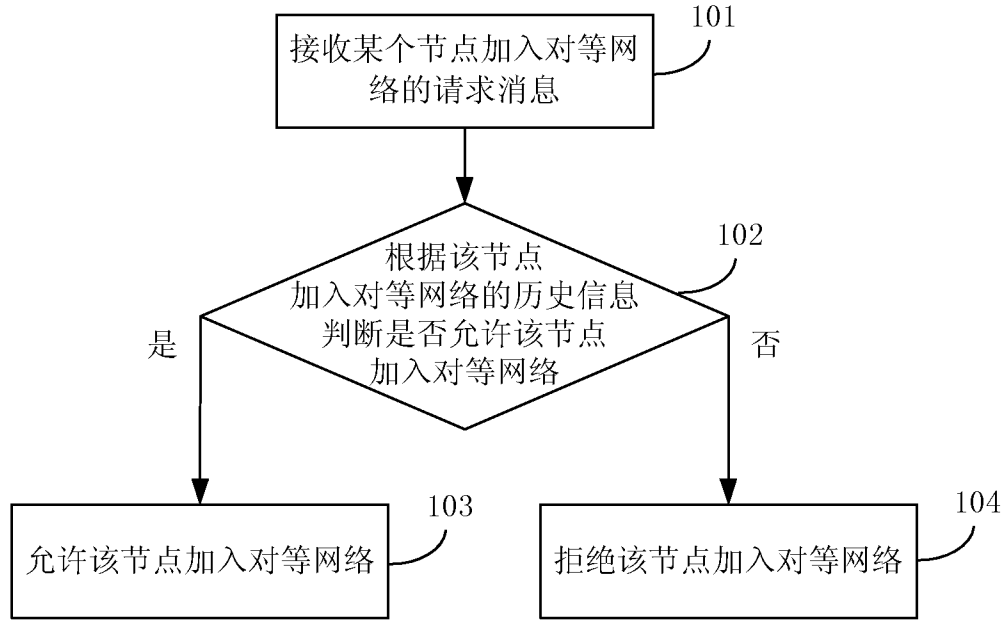 101
接收某个节点加入对等网
络的请求消息
102
根据该节点
加入对等网络的历史信息
判断是否允许该节点
加入对等网络
是
否
103
允许该节点加入对等网络
104
拒绝该节点加入对等网络